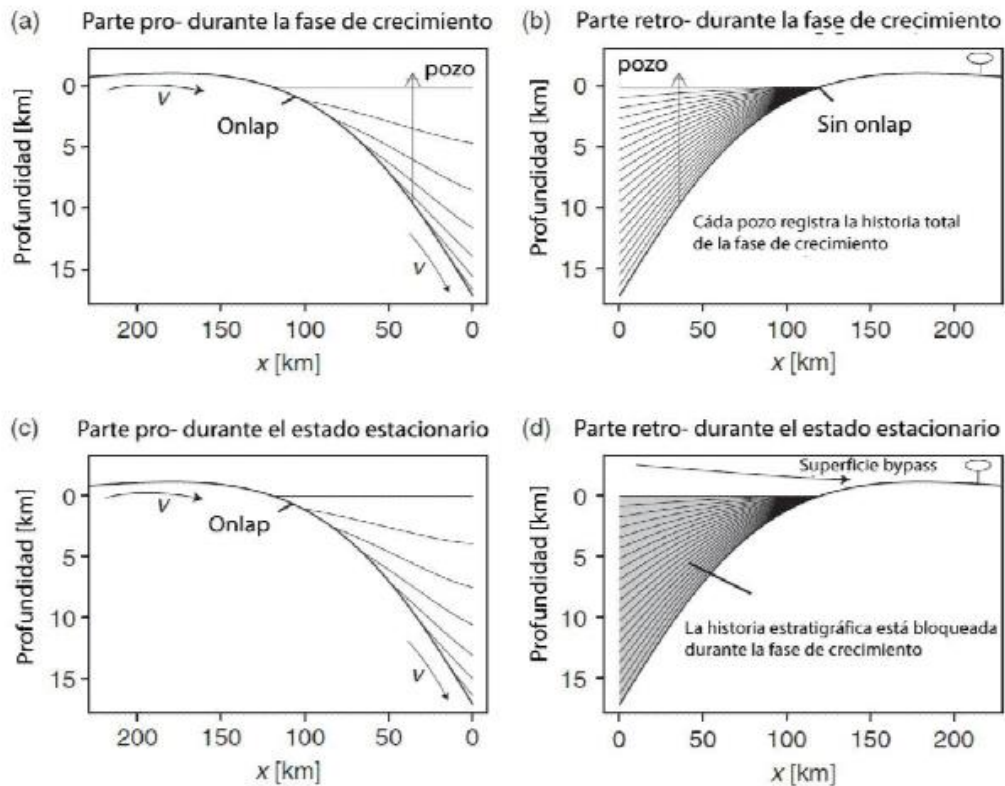 (a) Parte pro- durante la fase de crecimiento
Profundidad [km]
0
5
10
15
v
Onlap
pozo
v
200 150 100 50 0
x [km]
(b) Parte retro- durante la fase de crecimiento
Profundidad [km]
0
5
10
15
pozo
Sin onlap
Cáda pozo registra la historia total
de la fase de crecimiento
0 50 100 150 200
x [km]
(c) Parte pro- durante el estado estacionario
Profundidad [km]
0
5
10
15
v
Onlap
v
200 150 100 50 0
x [km]
(d) Parte retro- durante el estado estacionario
Profundidad [km]
0
5
10
15
Superficie bypass
La historia estratigráfica está bloqueada
durante la fase de crecimiento
0 50 100 150 200
x [km]